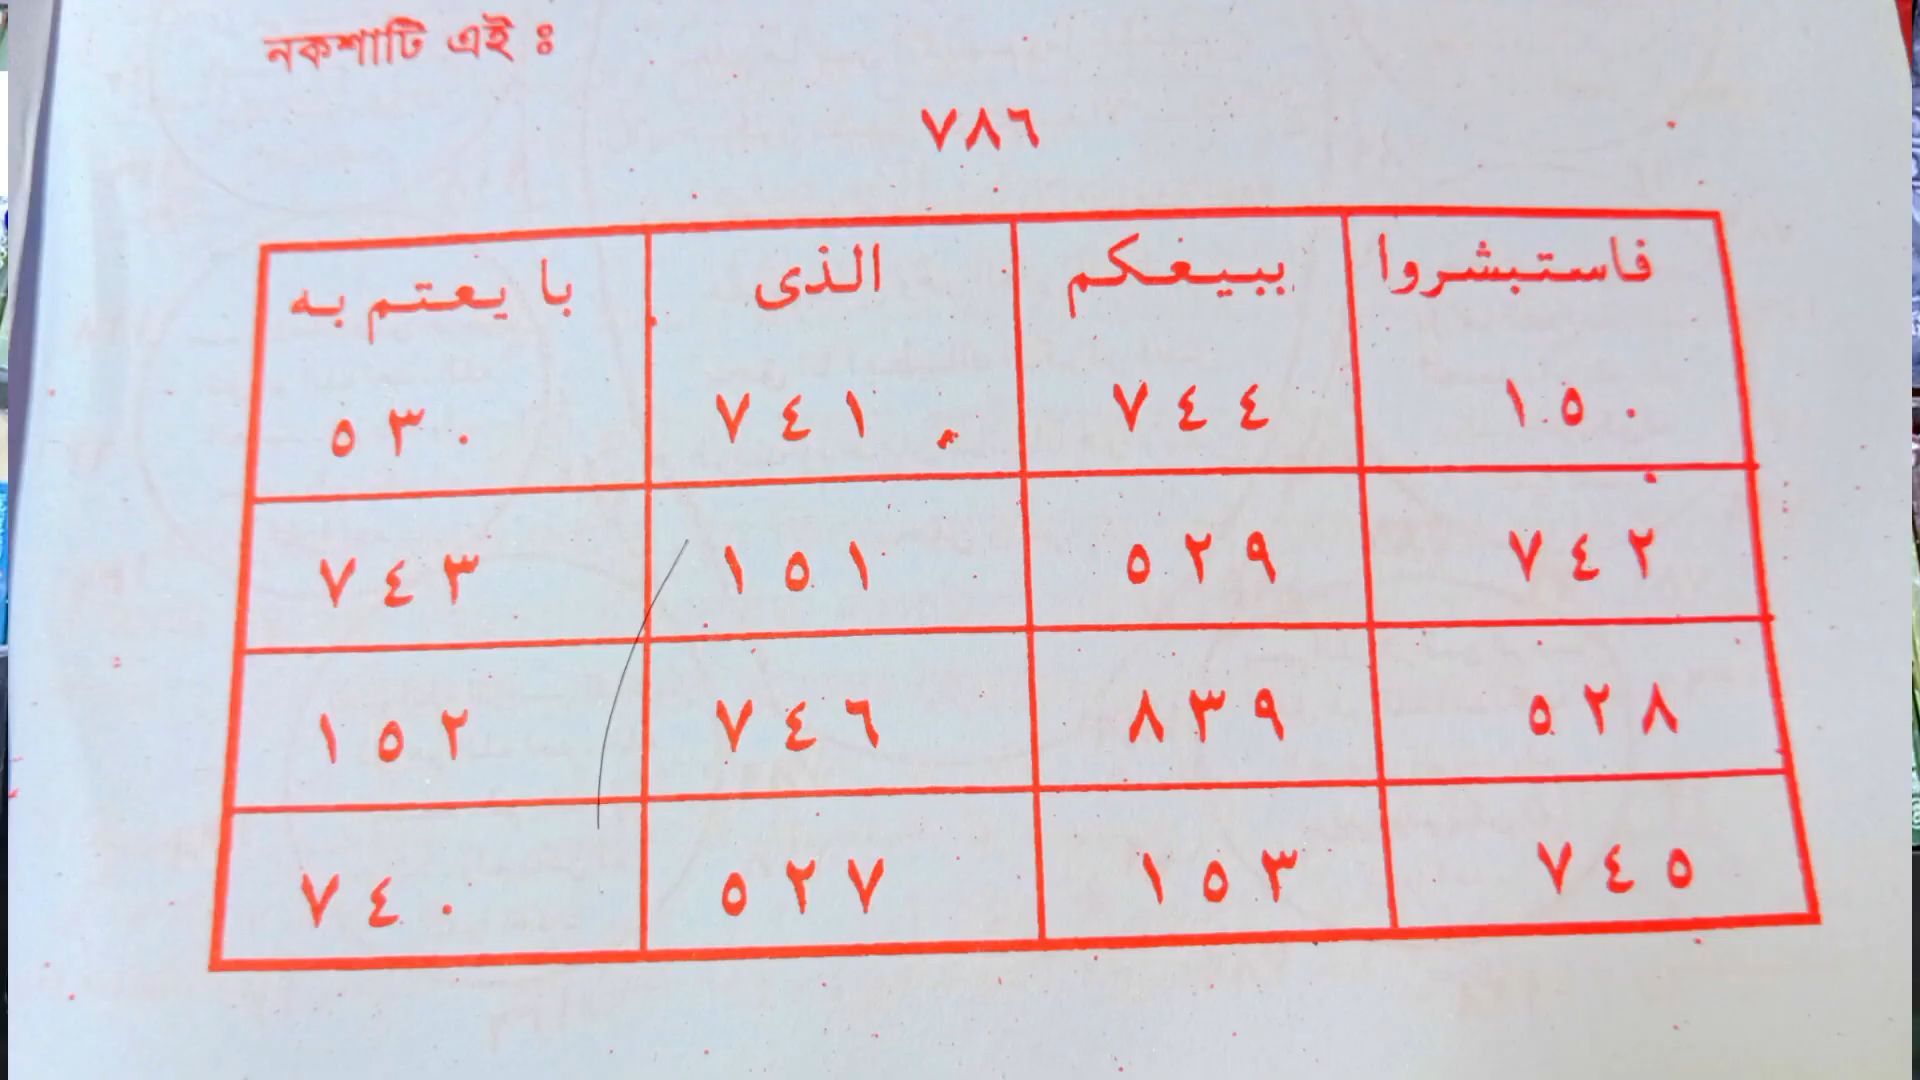 নকশাটি এই ঃ
٧٨٦
فاستبشروا ببيعكم الذى با يعتم به
١٥٠ ٧٤٤ ٧٤١ ٥٣٠
٧٤٢ ٥٢٩ ١٥١ ٧٤٣
٥٢٨ ٨٣٩ ٧٤٦ ١٥٢
٧٤٥ ١٥٣ ٥٢٧ ٧٤٠